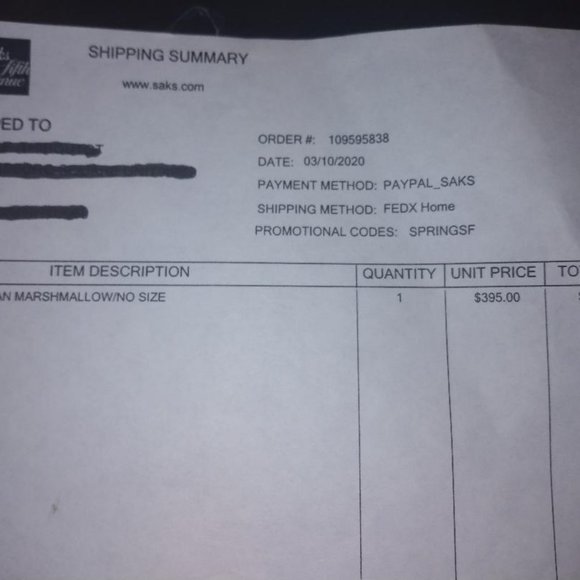 SHIPPING SUMMARY
www.saks.com
ED TO
ORDER #: 109595838
DATE: 03/10/2020
PAYMENT METHOD: PAYPAL_SAKS
SHIPPING METHOD: FEDX Home
PROMOTIONAL CODES: SPRINGSF
ITEM DESCRIPTION QUANTITY UNIT PRICE TO
AN MARSHMALLOW/NO SIZE 1 $395.00